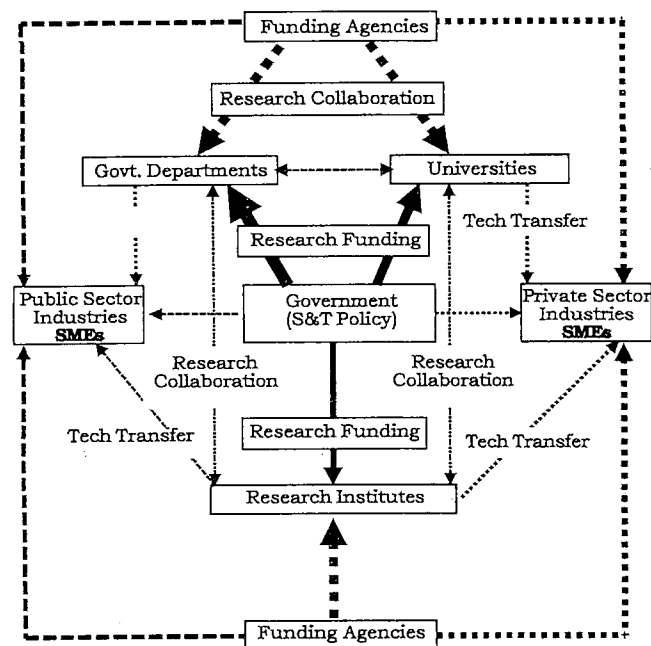 Funding Agencies
Research Collaboration
Govt. Departments
Universities
Tech Transfer
Research Funding
Public Sector
Industries
SMEs
Government
(S&T Policy)
Private Sector
Industries
SMEs
Research
Collaboration
Research
Collaboration
Tech Transfer
Research Funding
Tech Transfer
Research Institutes
Funding Agencies